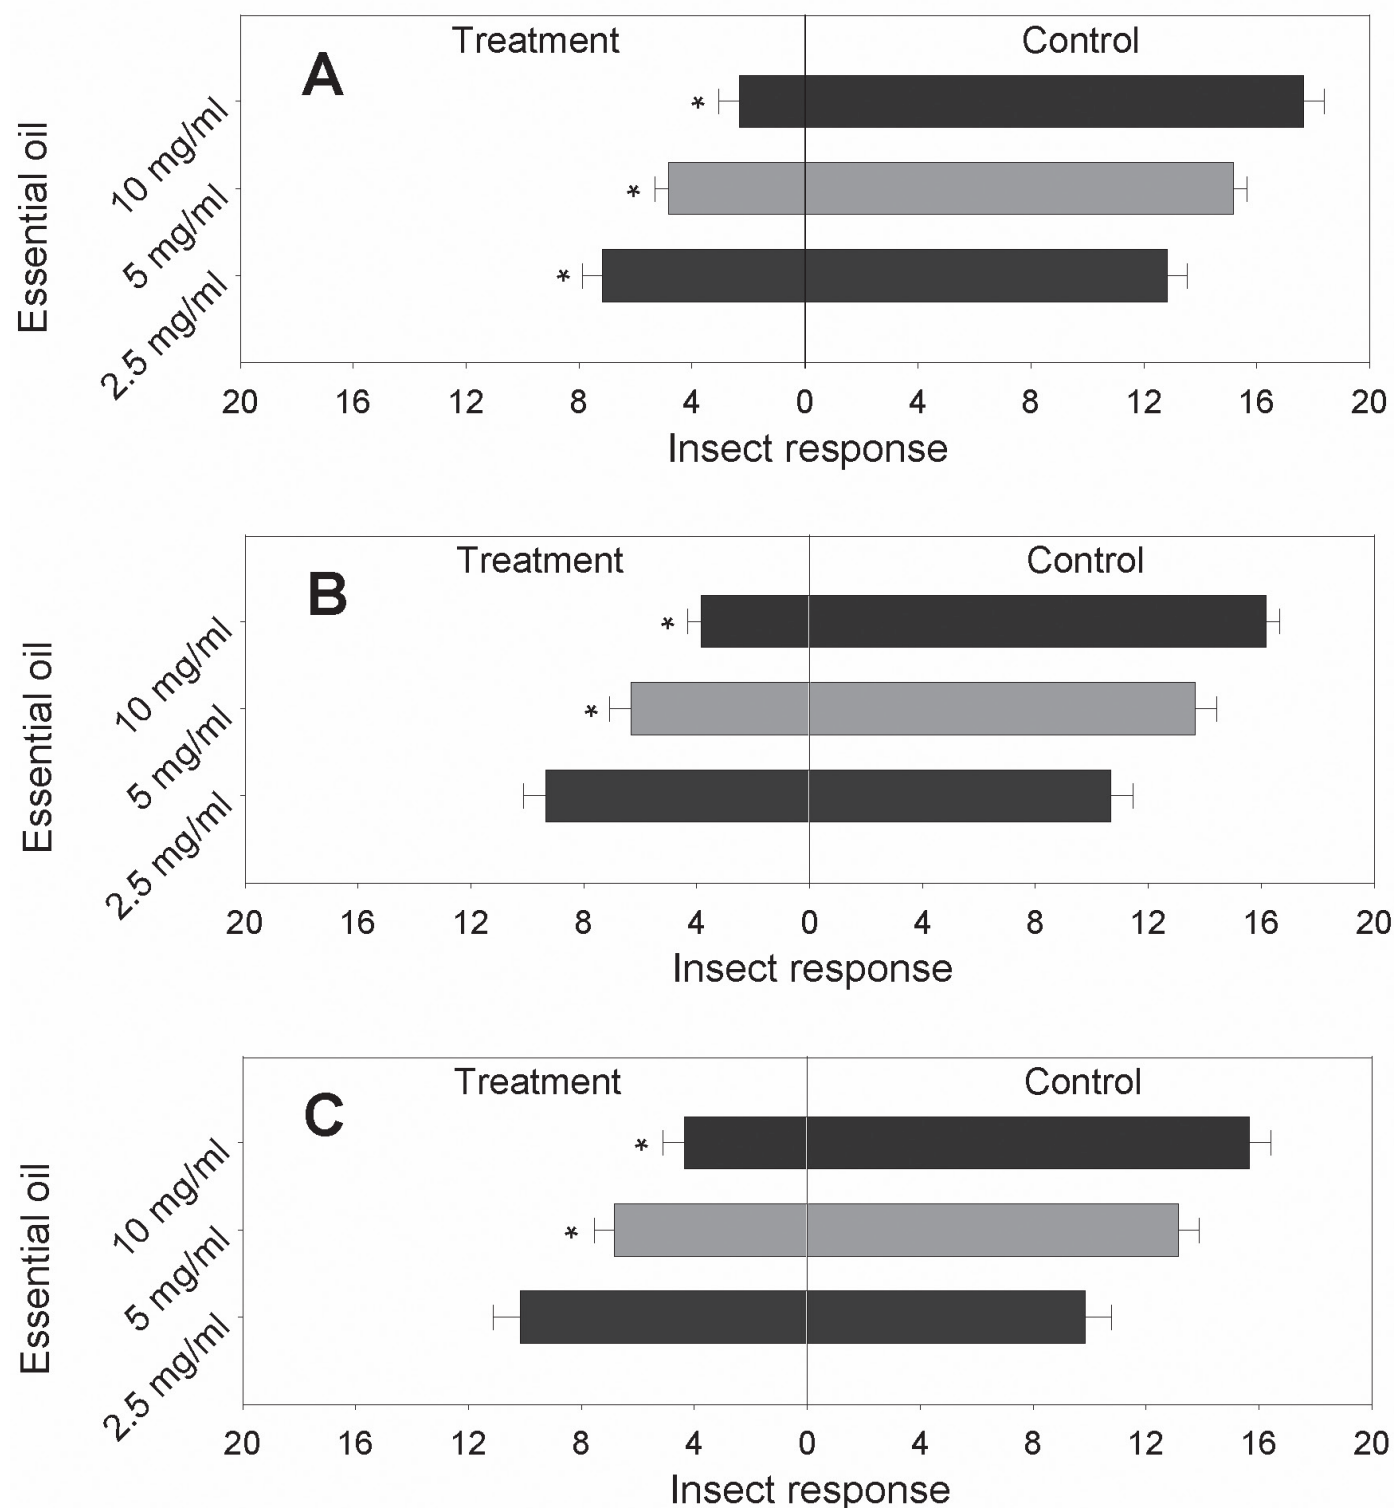 Treatment Control
A
*
*
*
Essential oil
10 mg/ml
5 mg/ml
2.5 mg/ml
20 16 12 8 4 0 4 8 12 16 20
Insect response
Treatment Control
B
*
*
Essential oil
10 mg/ml
5 mg/ml
2.5 mg/ml
20 16 12 8 4 0 4 8 12 16 20
Insect response
Treatment Control
C
*
*
Essential oil
10 mg/ml
5 mg/ml
2.5 mg/ml
20 16 12 8 4 0 4 8 12 16 20
Insect response